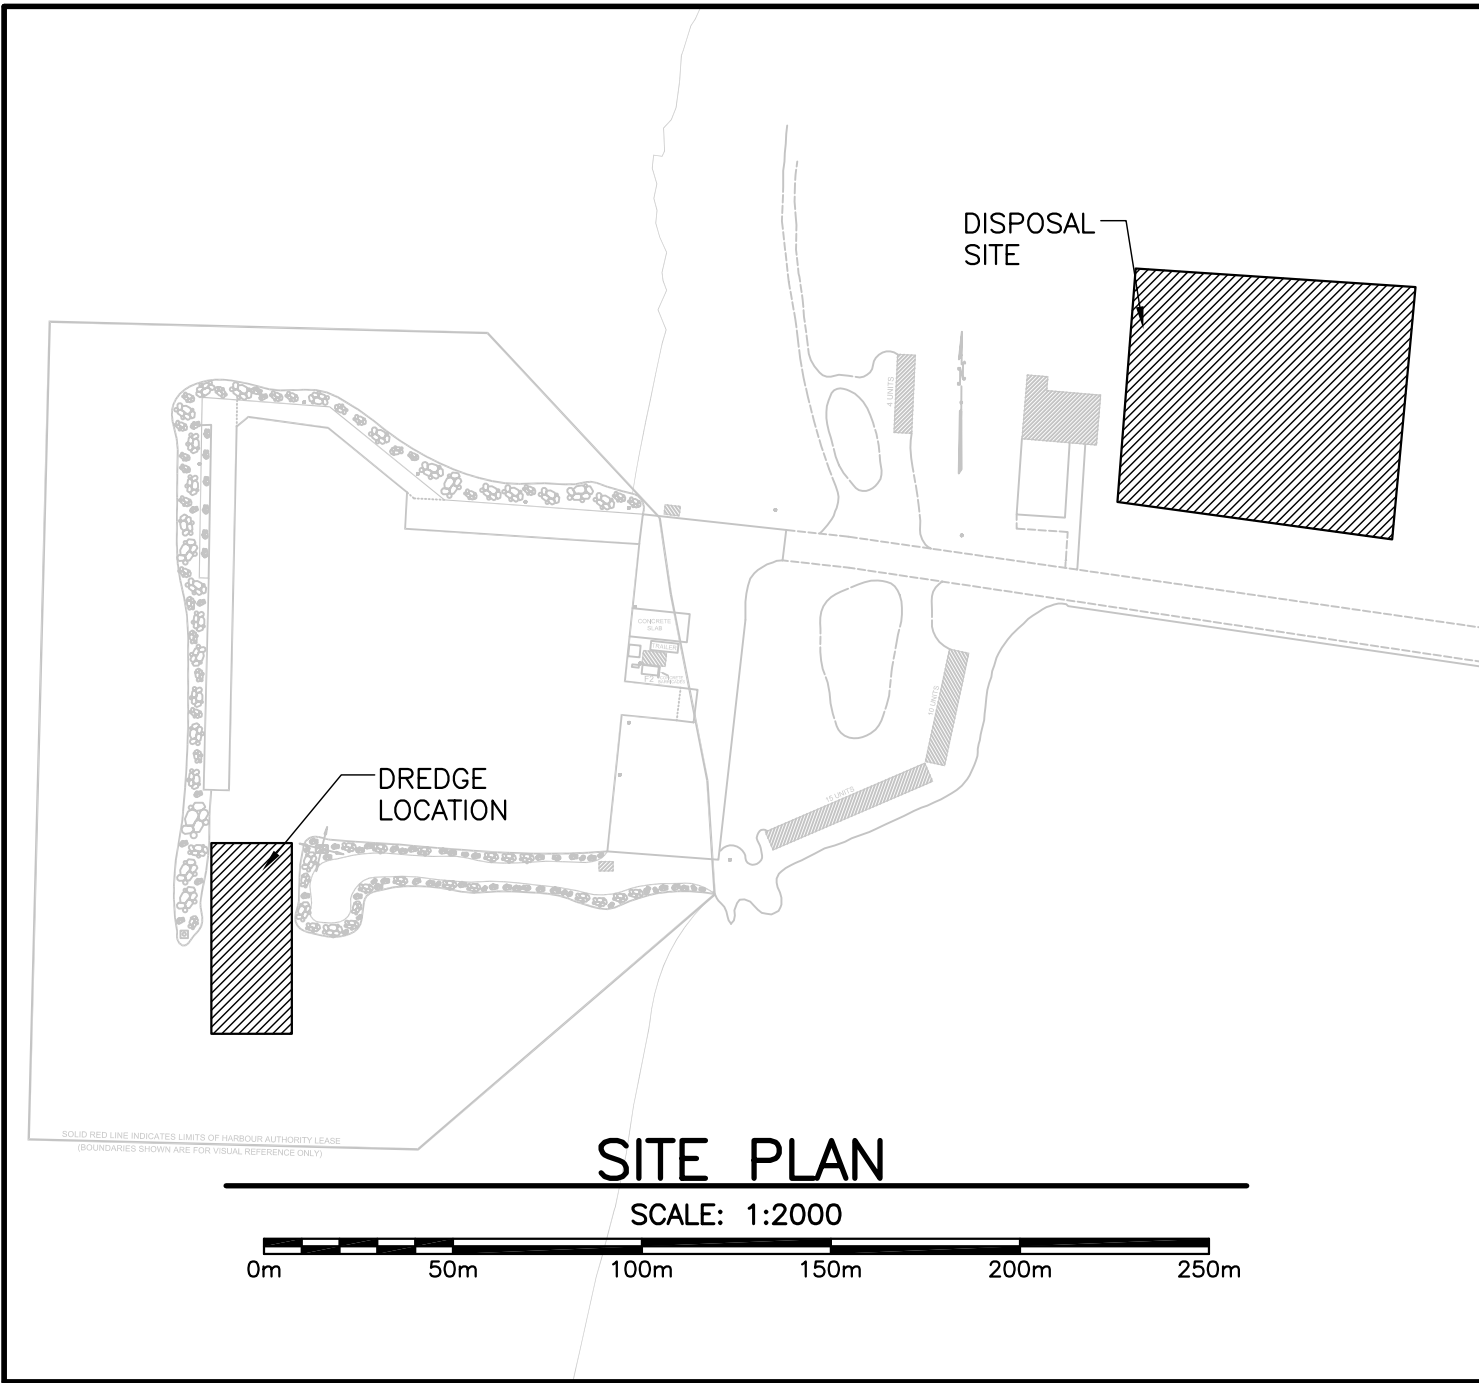 DISPOSAL
SITE
4 UNITS
CONCRETE
SLAB
TRAILER
10 UNITS
15 UNITS
DREDGE
LOCATION
SOLID RED LINE INDICATES LIMITS OF HARBOUR AUTHORITY LEASE
(BOUNDARIES SHOWN ARE FOR VISUAL REFERENCE ONLY)
SITE PLAN
SCALE: 1:2000
0m 50m 100m 150m 200m 250m